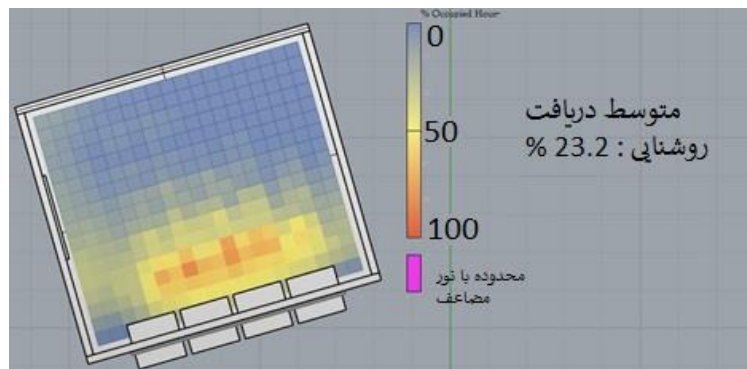 % Occupied Hour
0
50
100
متوسط دریافت
روشنایی : 23.2 %
محدوده با نور
مضاعف